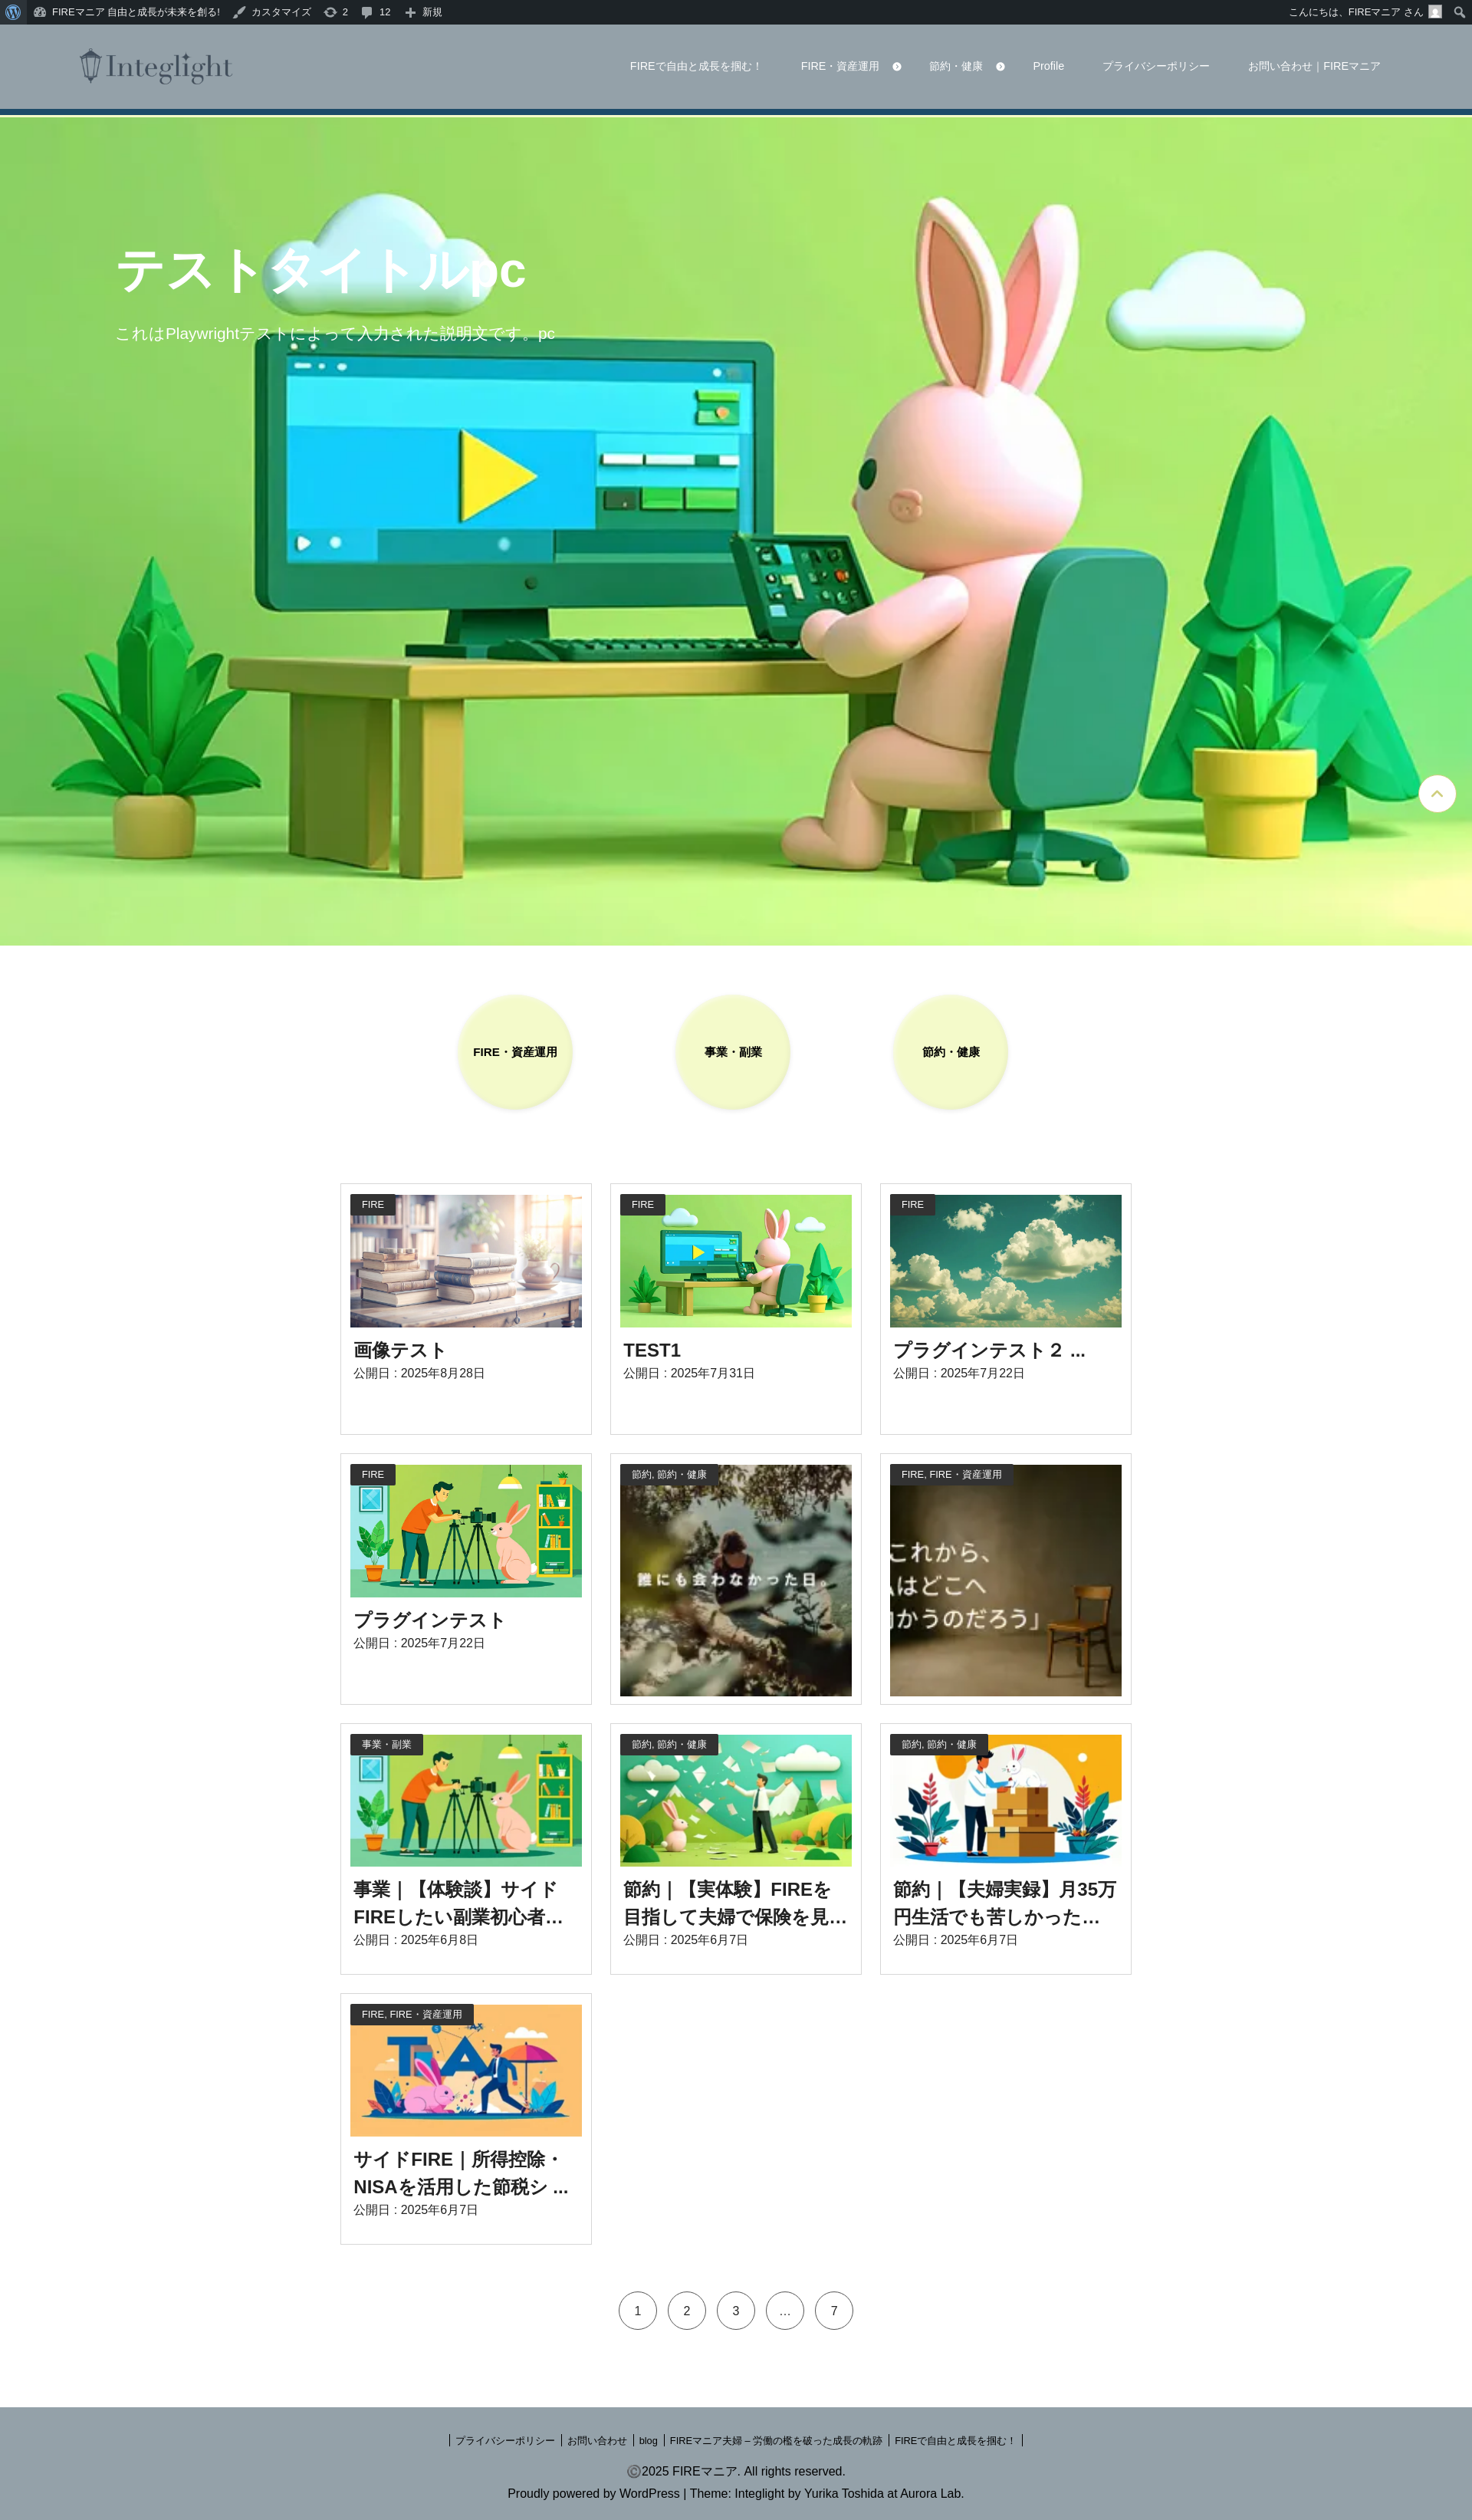 FIREマニア 自由と成長が未来を創る! カスタマイズ 2 12 新規 こんにちは、FIREマニア さん
Integlight FIREで自由と成長を掴む！ FIRE・資産運用 節約・健康 Profile プライバシーポリシー お問い合わせ｜FIREマニア
テストタイトルpc
これはPlaywrightテストによって入力された説明文です。pc
FIRE・資産運用 事業・副業 節約・健康
FIRE
画像テスト
公開日 : 2025年8月28日
FIRE
TEST1
公開日 : 2025年7月31日
FIRE
プラグインテスト２ ...
公開日 : 2025年7月22日
FIRE
プラグインテスト
公開日 : 2025年7月22日
節約, 節約・健康
誰にも会わなかった日。
FIRE, FIRE・資産運用
これから、
はどこへ
かうのだろう」
事業・副業
事業｜【体験談】サイド
FIREしたい副業初心者…
公開日 : 2025年6月8日
節約, 節約・健康
節約｜【実体験】FIREを
目指して夫婦で保険を見…
公開日 : 2025年6月7日
節約, 節約・健康
節約｜【夫婦実録】月35万
円生活でも苦しかった…
公開日 : 2025年6月7日
FIRE, FIRE・資産運用
サイドFIRE｜所得控除・
NISAを活用した節税シ ...
公開日 : 2025年6月7日
1 2 3 … 7
プライバシーポリシー お問い合わせ blog FIREマニア夫婦 – 労働の檻を破った成長の軌跡 FIREで自由と成長を掴む！
©2025 FIREマニア. All rights reserved.
Proudly powered by WordPress | Theme: Integlight by Yurika Toshida at Aurora Lab.